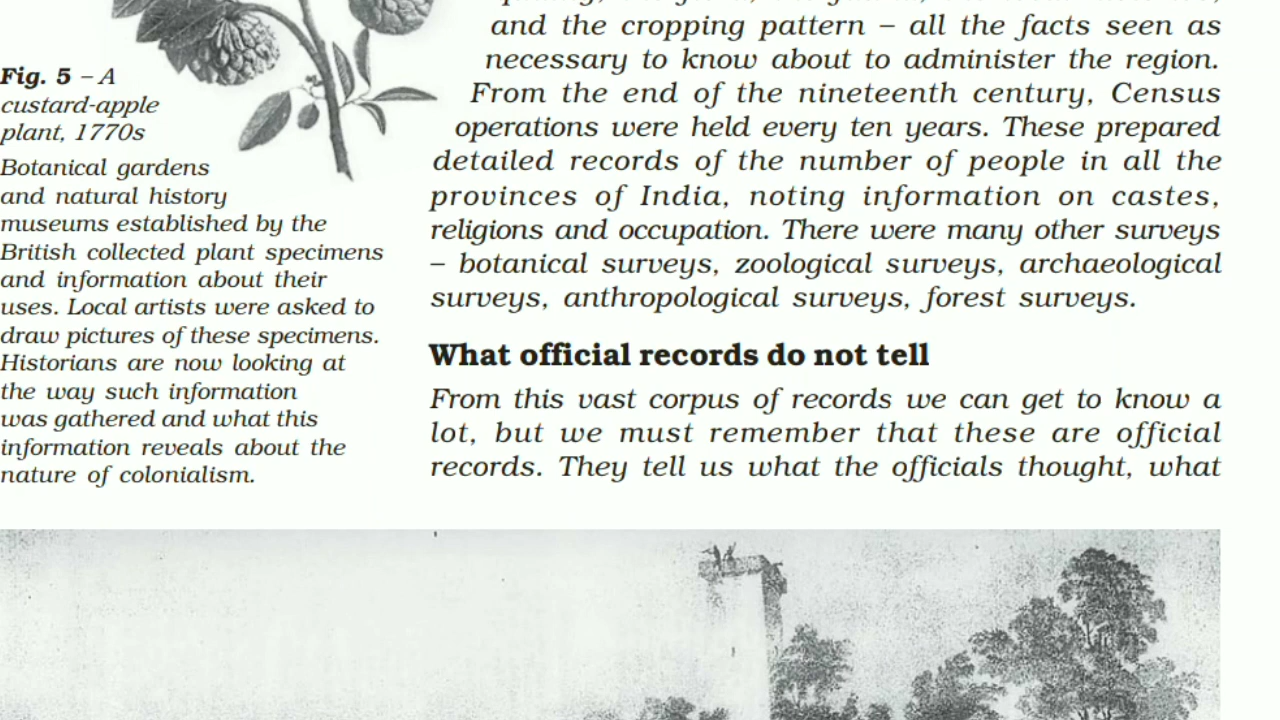 and the cropping pattern – all the facts seen as
necessary to know about to administer the region.
From the end of the nineteenth century, Census
operations were held every ten years. These prepared
detailed records of the number of people in all the
provinces of India, noting information on castes,
religions and occupation. There were many other surveys
– botanical surveys, zoological surveys, archaeological
surveys, anthropological surveys, forest surveys.
What official records do not tell
From this vast corpus of records we can get to know a
lot, but we must remember that these are official
records. They tell us what the officials thought, what
Fig. 5 – A
custard-apple
plant, 1770s
Botanical gardens
and natural history
museums established by the
British collected plant specimens
and information about their
uses. Local artists were asked to
draw pictures of these specimens.
Historians are now looking at
the way such information
was gathered and what this
information reveals about the
nature of colonialism.